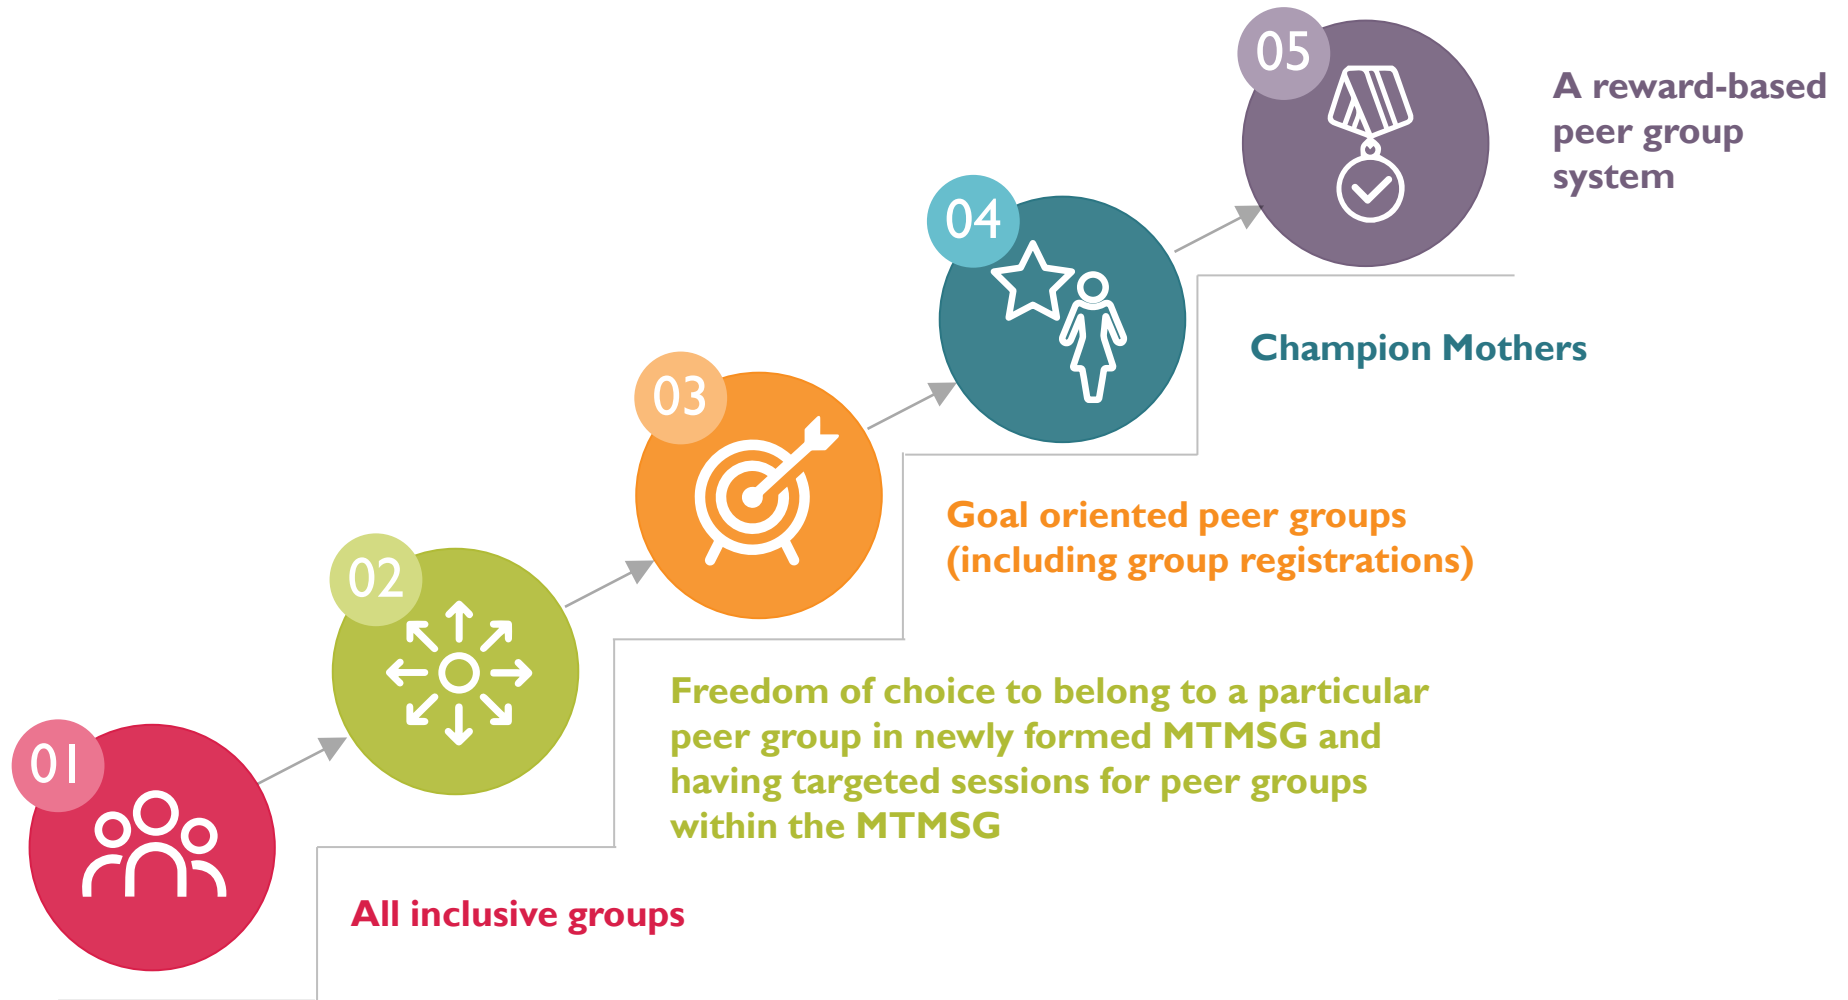 01
All inclusive groups
02
Freedom of choice to belong to a particular
peer group in newly formed MTMSG and
having targeted sessions for peer groups
within the MTMSG
03
Goal oriented peer groups
(including group registrations)
04
Champion Mothers
05
A reward-based
peer group
system